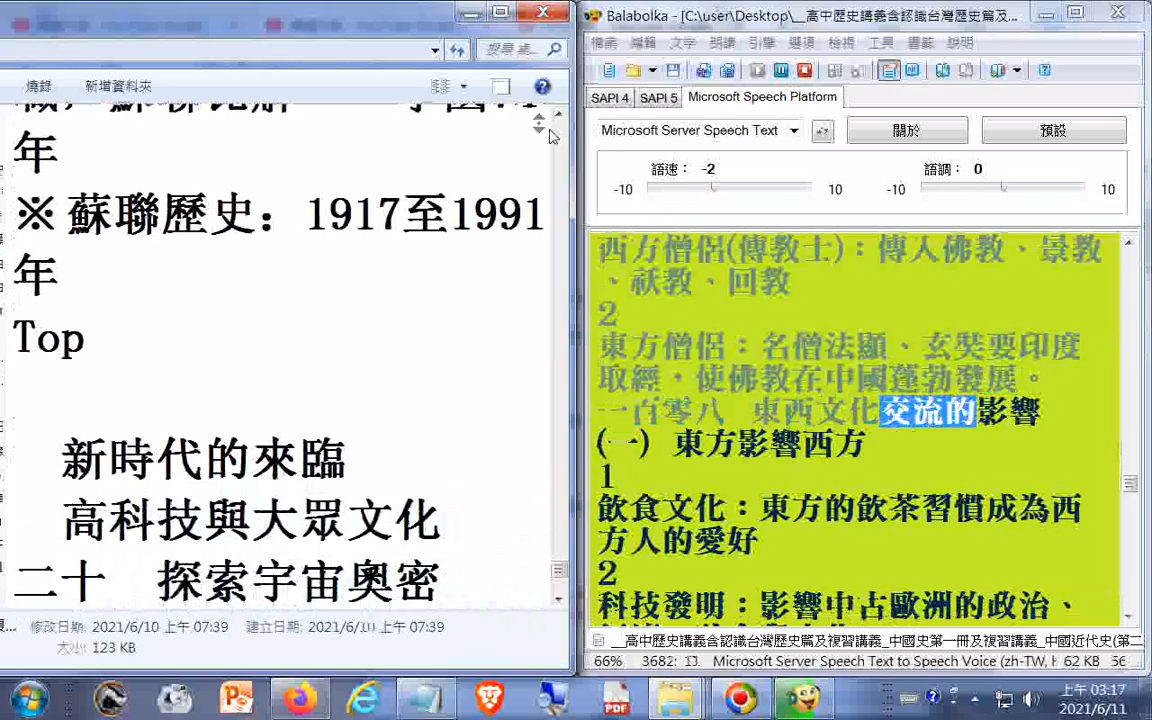 Balabolka - [C:\user\Desktop\__高中歷史講義含認識台灣歷史篇及...
搜尋 桌...
檔案 編輯 文字 朗讀 引擎 選項 檢視 工具 書籤 說明
燒錄 新增資料夾
SAPI 4 SAPI 5 Microsoft Speech Platform
Microsoft Server Speech Text 關於 預設
語速： -2 語調： 0
-10 10 -10 10
年
※蘇聯歷史：1917至1991
年
Top
新時代的來臨
高科技與大眾文化
二十 探索宇宙奧密
西方僧侶(傳教士)：傳入佛教、景教
、祆教、回教
2
東方僧侶：名僧法顯、玄奘要印度
取經，使佛教在中國蓬勃發展。
一百零八 東西文化交流的影響
(一) 東方影響西方
1
飲食文化：東方的飲茶習慣成為西
方人的愛好
2
科技發明：影響中古歐洲的政治、
修改日期: 2021/6/10 上午 07:39 建立日期: 2021/6/10 上午 07:39
大小: 123 KB
__高中歷史講義含認識台灣歷史篇及複習講義_中國史第一冊及複習講義_中國近代史(第二
66% 3682: 11 Microsoft Server Speech Text to Speech Voice (zh-TW, H 62 KB 56
上午 03:17
2021/6/11